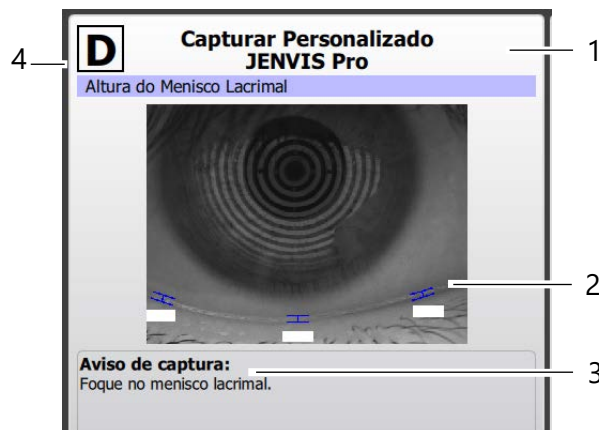 D
Capturar Personalizado
JENVIS Pro
4
1
Altura do Menisco Lacrimal
2
Aviso de captura:
3
Foque no menisco lacrimal.